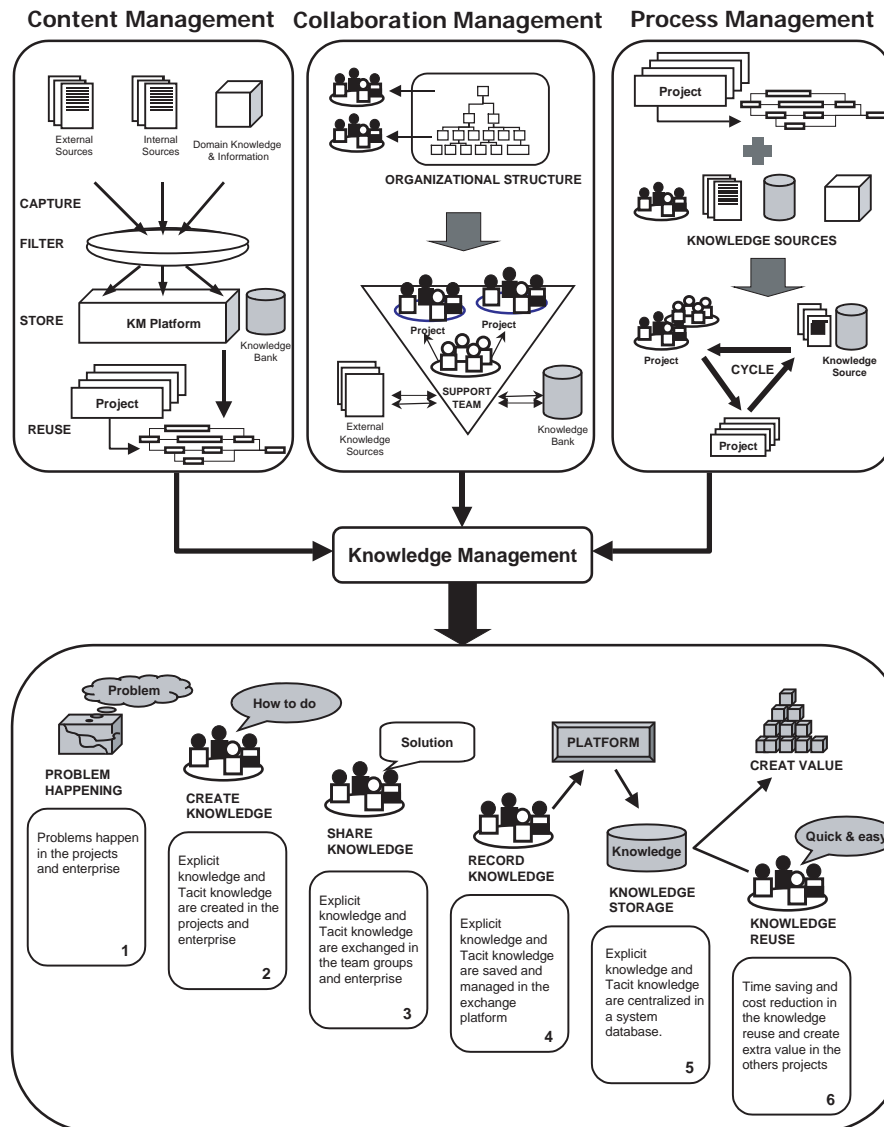 Content Management
Collaboration Management
Process Management
External
Sources
Internal
Sources
Domain Knowledge
& Information
CAPTURE
FILTER
STORE
KM Platform
Knowledge
Bank
Project
REUSE
ORGANIZATIONAL STRUCTURE
Project
Project
SUPPORT
TEAM
External
Knowledge
Sources
Knowledge
Bank
Project
KNOWLEDGE SOURCES
Project
CYCLE
Knowledge
Source
Project
Knowledge Management
Problem
PROBLEM
HAPPENING
Problems happen
in the projects
and enterprise
1
How to do
CREATE
KNOWLEDGE
Explicit
knowledge and
Tacit knowledge
are created in the
projects and
enterprise
2
Solution
SHARE
KNOWLEDGE
Explicit
knowledge and
Tacit knowledge
are exchanged in
the team groups
and enterprise
3
RECORD
KNOWLEDGE
Explicit
knowledge and
Tacit knowledge
are saved and
managed in the
exchange
platform
4
PLATFORM
Knowledge
KNOWLEDGE
STORAGE
Explicit
knowledge and
Tacit knowledge
are centralized in
a system
database.
5
CREAT VALUE
Quick & easy
KNOWLEDGE
REUSE
Time saving and
cost reduction in
the knowledge
reuse and create
extra value in the
others projects
6